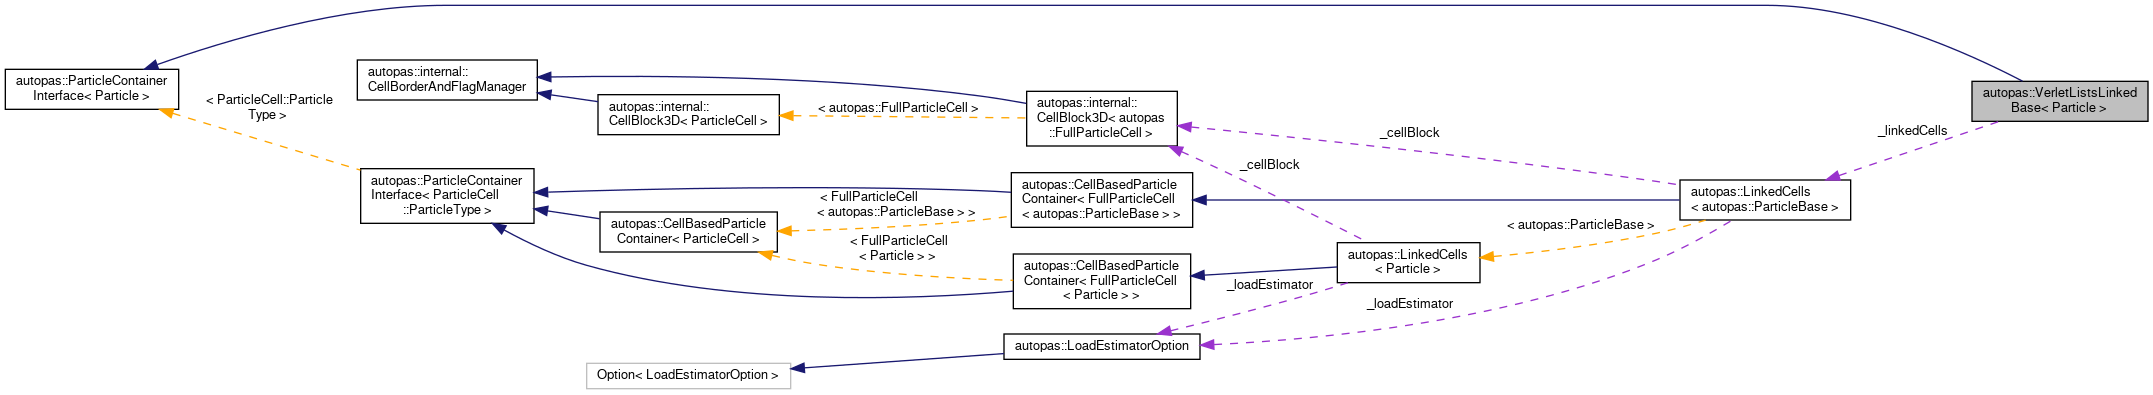 autopas::ParticleContainer
Interface< Particle >
< ParticleCell::Particle
Type >
autopas::internal::
CellBorderAndFlagManager
autopas::internal::
CellBlock3D< ParticleCell >
autopas::ParticleContainer
Interface< ParticleCell
::ParticleType >
autopas::CellBasedParticle
Container< ParticleCell >
Option< LoadEstimatorOption >
< autopas::FullParticleCell >
< FullParticleCell
< autopas::ParticleBase > >
< FullParticleCell
< Particle > >
autopas::internal::
CellBlock3D< autopas
::FullParticleCell >
autopas::CellBasedParticle
Container< FullParticleCell
< autopas::ParticleBase > >
autopas::CellBasedParticle
Container< FullParticleCell
< Particle > >
autopas::LoadEstimatorOption
_cellBlock
_cellBlock
_loadEstimator
autopas::LinkedCells
< Particle >
_loadEstimator
< autopas::ParticleBase >
autopas::LinkedCells
< autopas::ParticleBase >
_linkedCells
autopas::VerletListsLinked
Base< Particle >